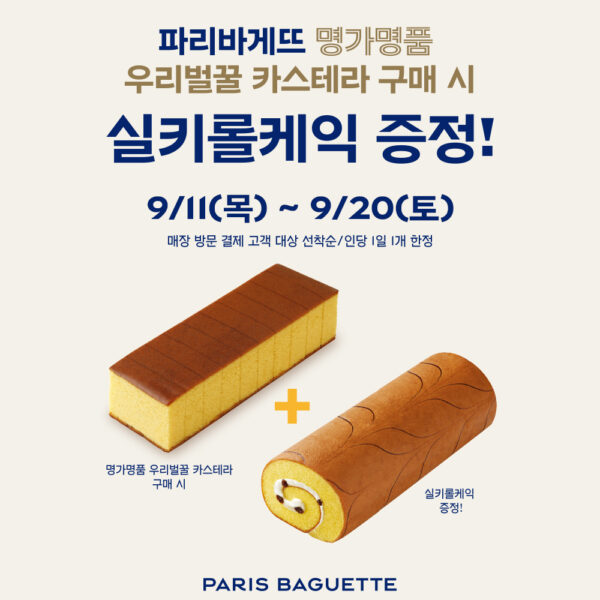 파리바게뜨 명가명품
우리벌꿀 카스테라 구매 시
실키롤케익 증정!
9/11(목) ~ 9/20(토)
매장 방문 결제 고객 대상 선착순/인당 1일 1개 한정
명가명품 우리벌꿀 카스테라
구매 시
실키롤케익
증정!
PARIS BAGUETTE